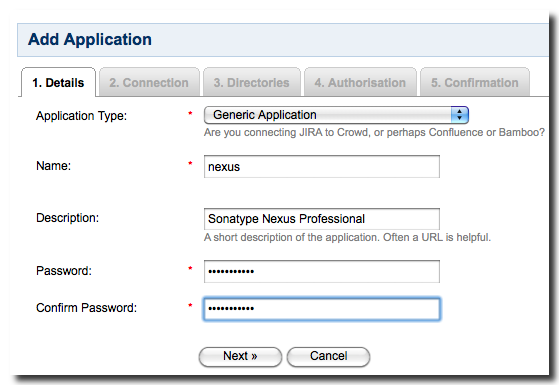 Add Application
1. Details 2. Connection 3. Directories 4. Authorisation 5. Confirmation
Application Type: * Generic Application
Are you connecting JIRA to Crowd, or perhaps Confluence or Bamboo?
Name: * nexus
Description: Sonatype Nexus Professional
A short description of the application. Often a URL is helpful.
Password: * •••••••••••
Confirm Password: * •••••••••••
Next » Cancel